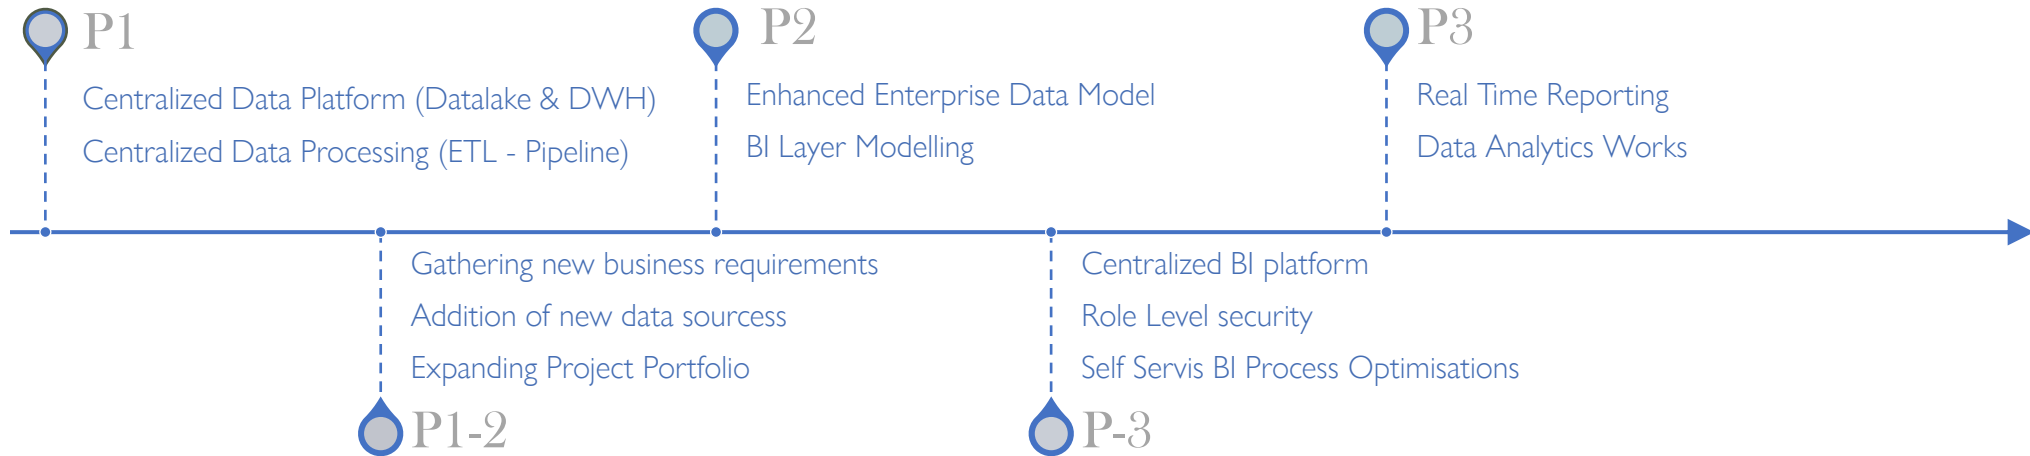 P1
Centralized Data Platform (Datalake & DWH)
Centralized Data Processing (ETL - Pipeline)
P2
Enhanced Enterprise Data Model
BI Layer Modelling
P3
Real Time Reporting
Data Analytics Works
Gathering new business requirements
Addition of new data sourcess
Expanding Project Portfolio
P1-2
Centralized BI platform
Role Level security
Self Servis BI Process Optimisations
P-3